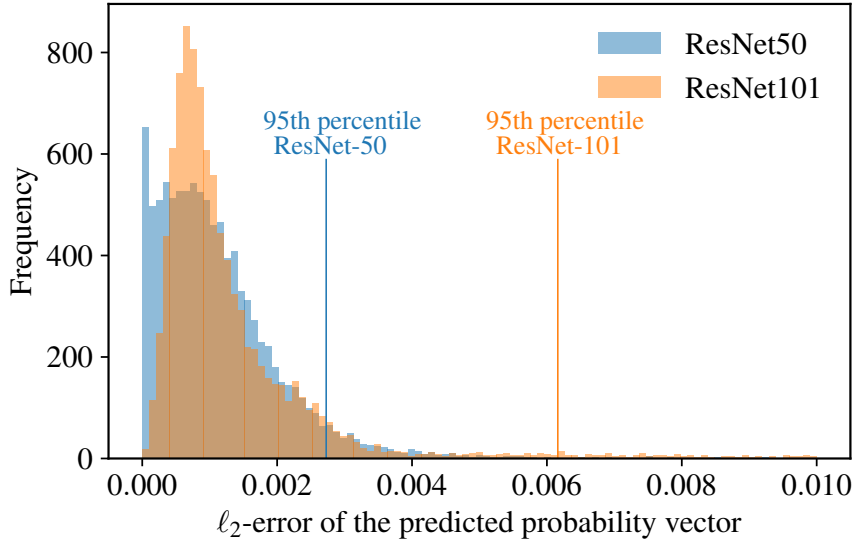 ResNet50
ResNet101
95th percentile
ResNet-50
95th percentile
ResNet-101
Frequency
800
600
400
200
0
0.000 0.002 0.004 0.006 0.008 0.010
ℓ₂-error of the predicted probability vector